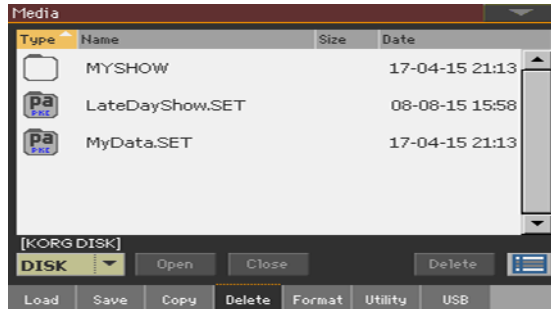 Media
Type Name Size Date
MYSHOW 17-04-15 21:13
Pa PKG LateDayShow.SET 08-08-15 15:58
Pa PKG MyData.SET 17-04-15 21:13
[KORG DISK]
DISK Open Close Delete
Load Save Copy Delete Format Utility USB